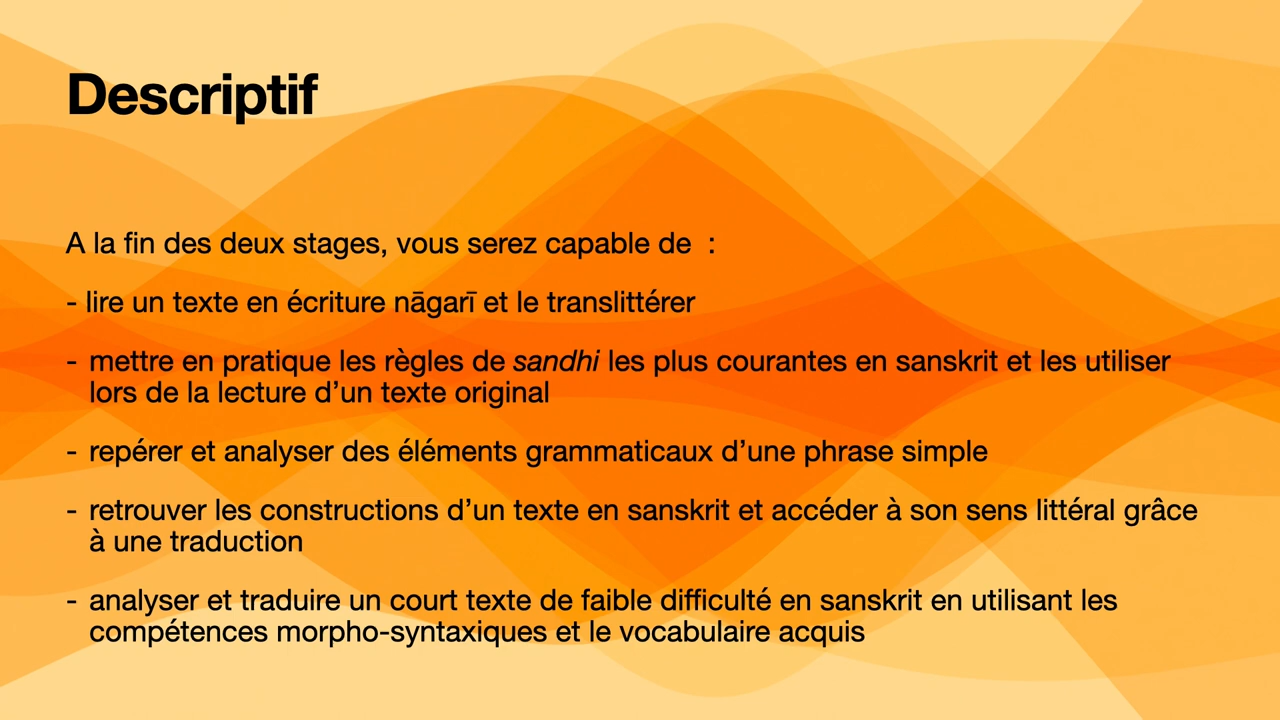 Descriptif
A la fin des deux stages, vous serez capable de  :
- lire un texte en écriture nāgarī et le translittérer
- mettre en pratique les règles de sandhi les plus courantes en sanskrit et les utiliser
lors de la lecture d’un texte original
- repérer et analyser des éléments grammaticaux d’une phrase simple
- retrouver les constructions d’un texte en sanskrit et accéder à son sens littéral grâce
à une traduction
- analyser et traduire un court texte de faible difficulté en sanskrit en utilisant les
compétences morpho-syntaxiques et le vocabulaire acquis